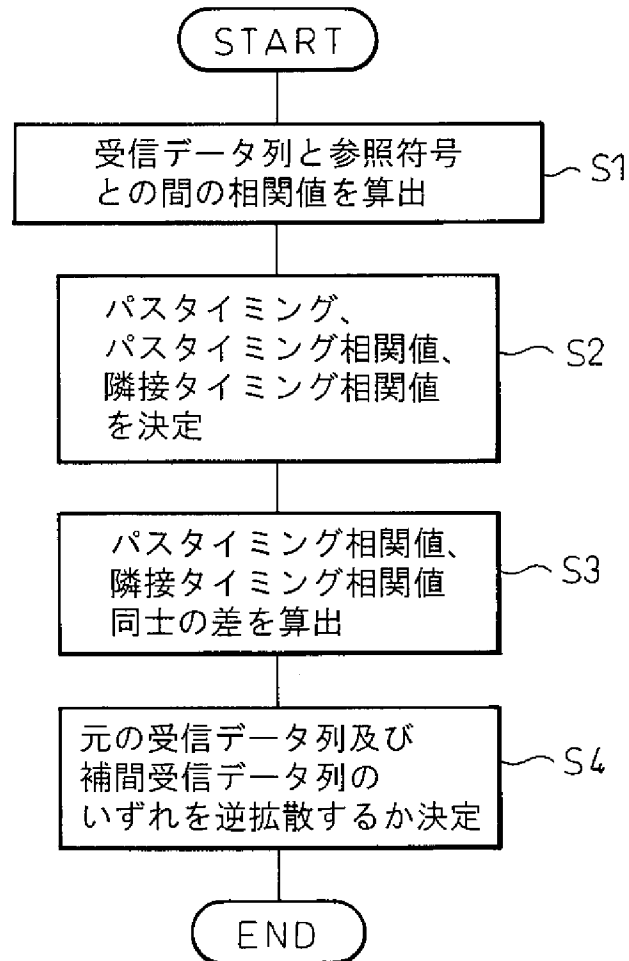 START
受信データ列と参照符号
との間の相関値を算出
S1
パスタイミング、
パスタイミング相関値、
隣接タイミング相関値
を決定
S2
パスタイミング相関値、
隣接タイミング相関値
同士の差を算出
S3
元の受信データ列及び
補間受信データ列の
いずれを逆拡散するか決定
S4
END